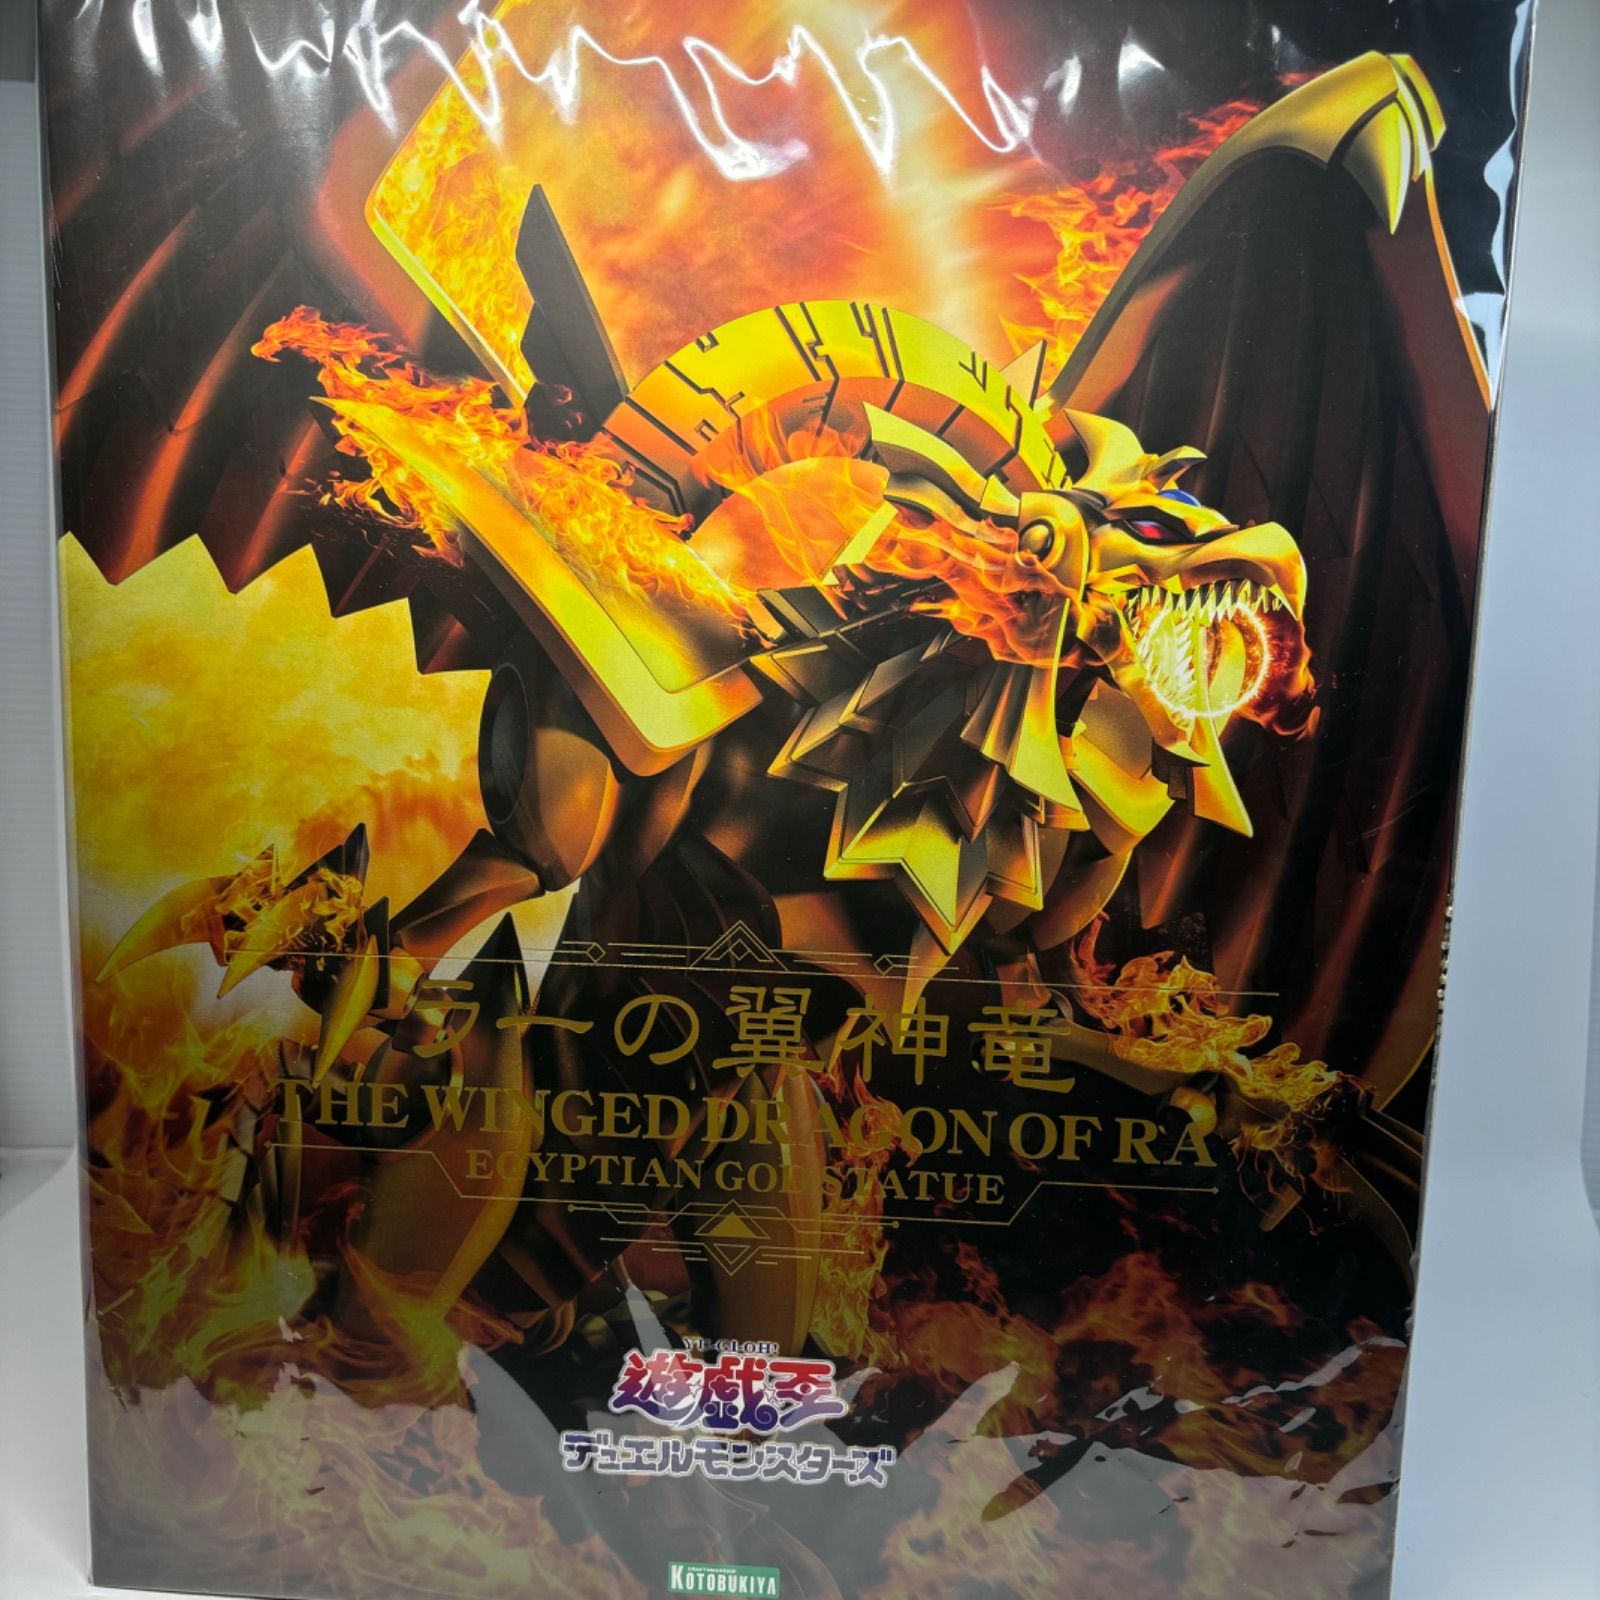 ラーの翼神竜
THE WINGED DRAGON OF RA
EGYPTIAN GOD STATUE
YU-GI-OH!
遊戯王
デュエルモンスターズ
CRAFTSMANSHIP
KOTOBUKIYA